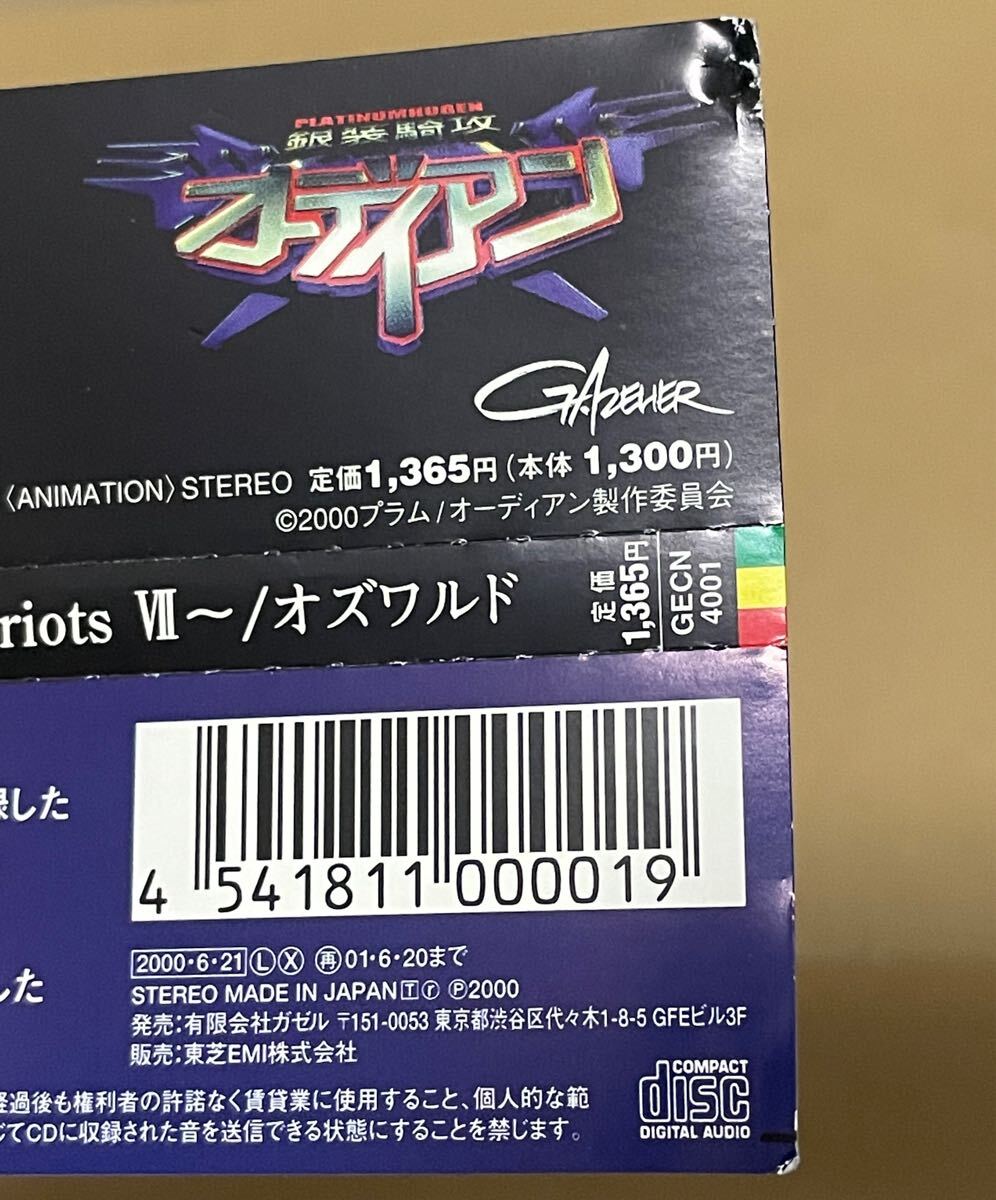 PLATINUMHUGEN
銀装騎攻
オーディアン
GAZELHER
〈ANIMATION〉STEREO 定価1,365円(本体 1,300円)
©2000プラム/オーディアン製作委員会
riots Ⅶ～/オズワルド
定価
1,365円
GECN
4001
録した
4 541811 000019
した
2000・6・21 Ⓛ Ⓧ ㊞01・6・20まで
STEREO MADE IN JAPAN Ⓣ ⓡ Ⓟ2000
発売：有限会社ガゼル 〒151-0053 東京都渋谷区代々木1-8-5 GFEビル3F
販売：東芝EMI株式会社
経過後も権利者の許諾なく賃貸業に使用すること、個人的な範
じてCDに収録された音を送信できる状態にすることを禁じます。
COMPACT
disc
DIGITAL AUDIO